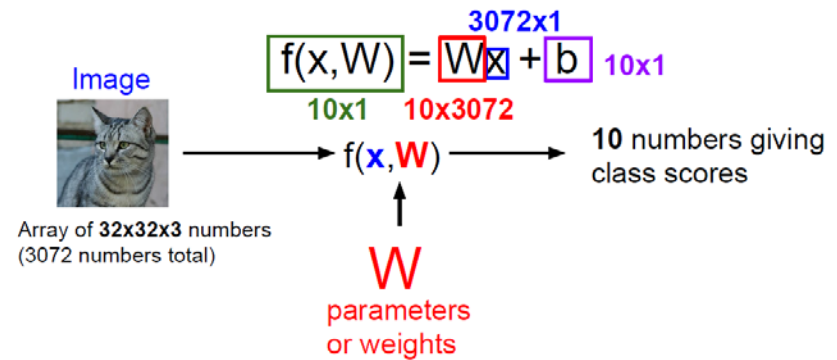 3072x1
f(x,W) = Wx + b 10x1
10x1 10x3072
Image
f(x,W)
10 numbers giving
class scores
Array of 32x32x3 numbers
(3072 numbers total)
W
parameters
or weights